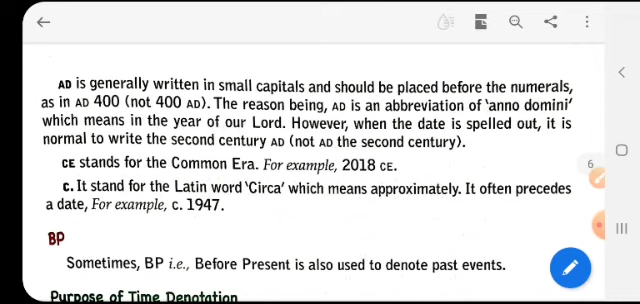 AD is generally written in small capitals and should be placed before the numerals,
as in AD 400 (not 400 AD). The reason being, AD is an abbreviation of 'anno domini'
which means in the year of our Lord. However, when the date is spelled out, it is
normal to write the second century AD (not AD the second century).
CE stands for the Common Era. For example, 2018 CE.
6
c. It stand for the Latin word 'Circa' which means approximately. It often precedes
a date, For example, c. 1947.
BP
Sometimes, BP i.e., Before Present is also used to denote past events.
Purpose of Time Denotation